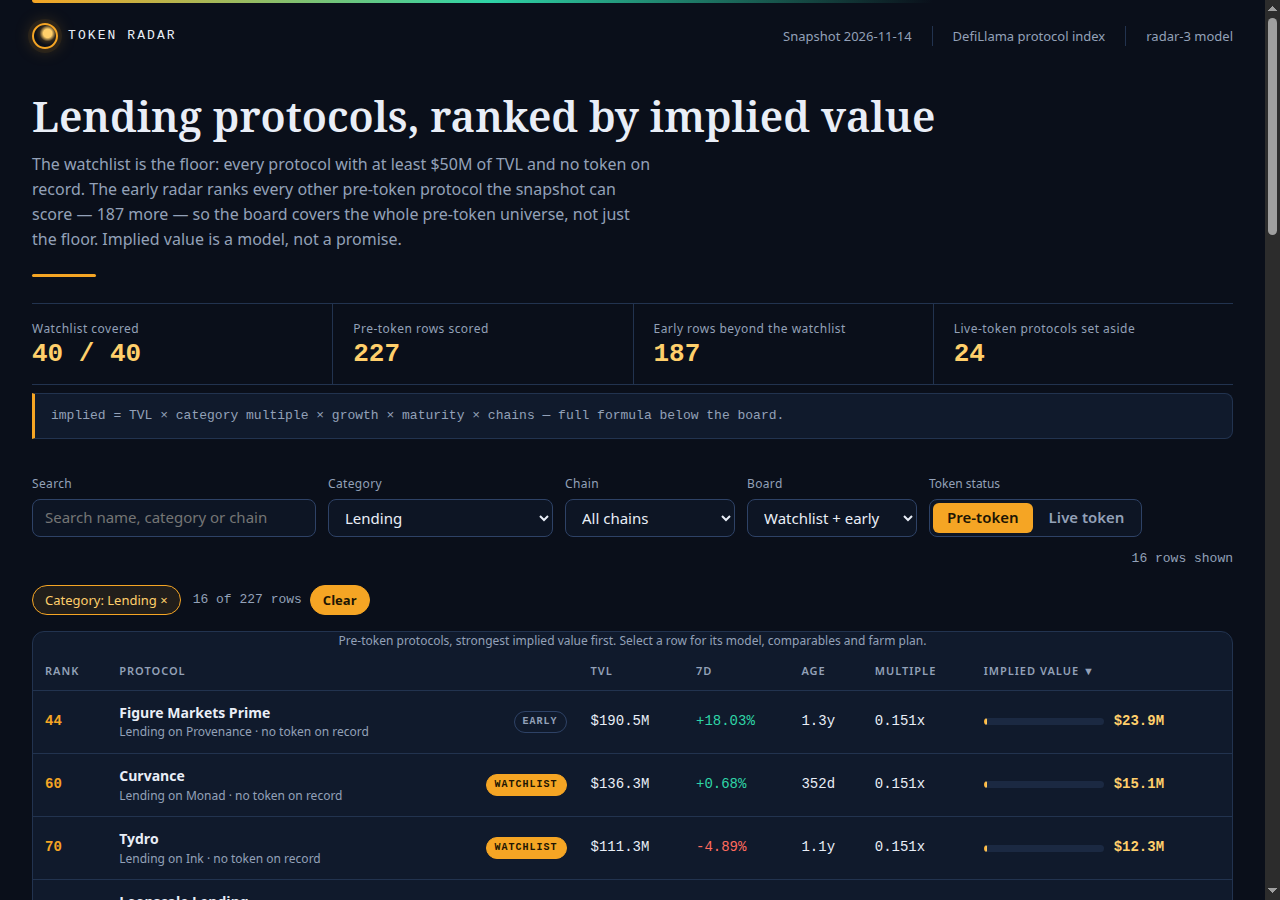 TOKEN RADAR
Snapshot 2026-11-14
DefiLlama protocol index
radar-3 model
Lending protocols, ranked by implied value
The watchlist is the floor: every protocol with at least $50M of TVL and no token on
record. The early radar ranks every other pre-token protocol the snapshot can
score — 187 more — so the board covers the whole pre-token universe, not just
the floor. Implied value is a model, not a promise.
Watchlist covered
40 / 40
Pre-token rows scored
227
Early rows beyond the watchlist
187
Live-token protocols set aside
24
implied = TVL × category multiple × growth × maturity × chains — full formula below the board.
Search
Search name, category or chain
Category
Lending
Chain
All chains
Board
Watchlist + early
Token status
Pre-token
Live token
16 rows shown
Category: Lending ×
16 of 227 rows
Clear
Pre-token protocols, strongest implied value first. Select a row for its model, comparables and farm plan.
RANK PROTOCOL TVL 7D AGE MULTIPLE IMPLIED VALUE ▼
44 Figure Markets Prime EARLY $190.5M +18.03% 1.3y 0.151x $23.9M
Lending on Provenance · no token on record
60 Curvance WATCHLIST $136.3M +0.68% 352d 0.151x $15.1M
Lending on Monad · no token on record
70 Tydro WATCHLIST $111.3M -4.89% 1.1y 0.151x $12.3M
Lending on Ink · no token on record